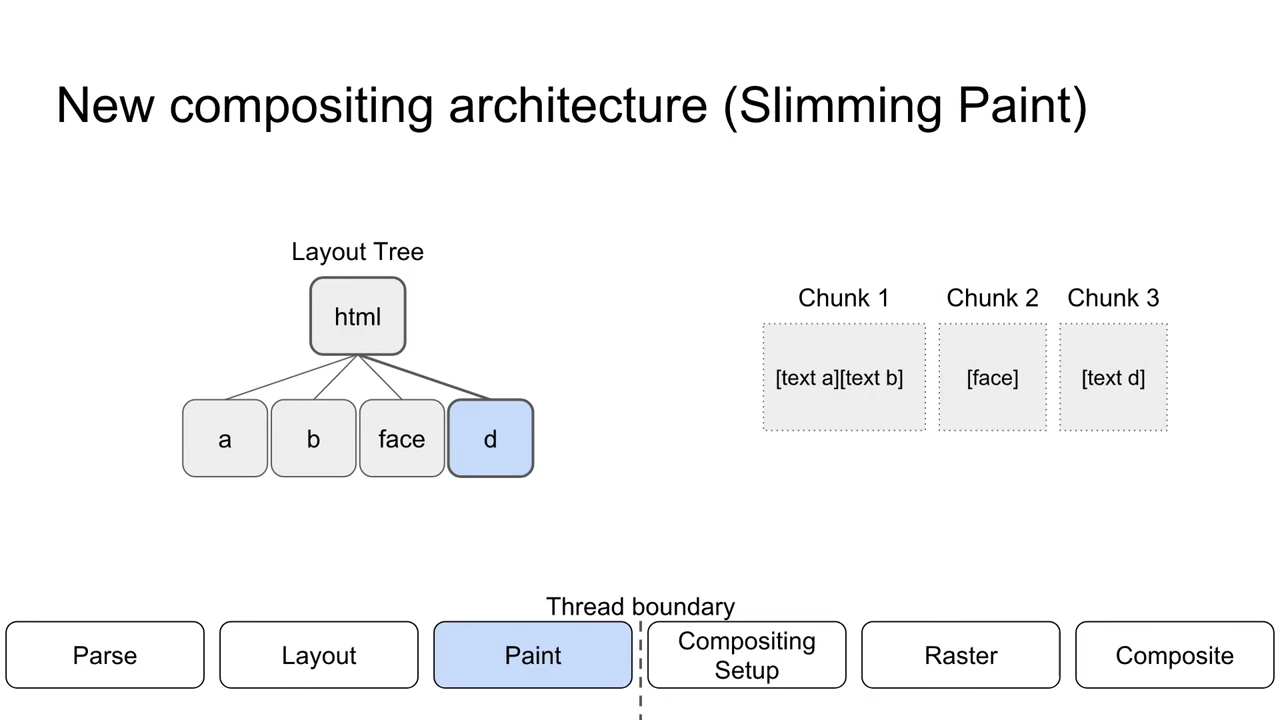 New compositing architecture (Slimming Paint)
Layout Tree
html
a
b
face
d
Chunk 1
Chunk 2
Chunk 3
[text a][text b]
[face]
[text d]
Thread boundary
Parse
Layout
Paint
Compositing
Setup
Raster
Composite